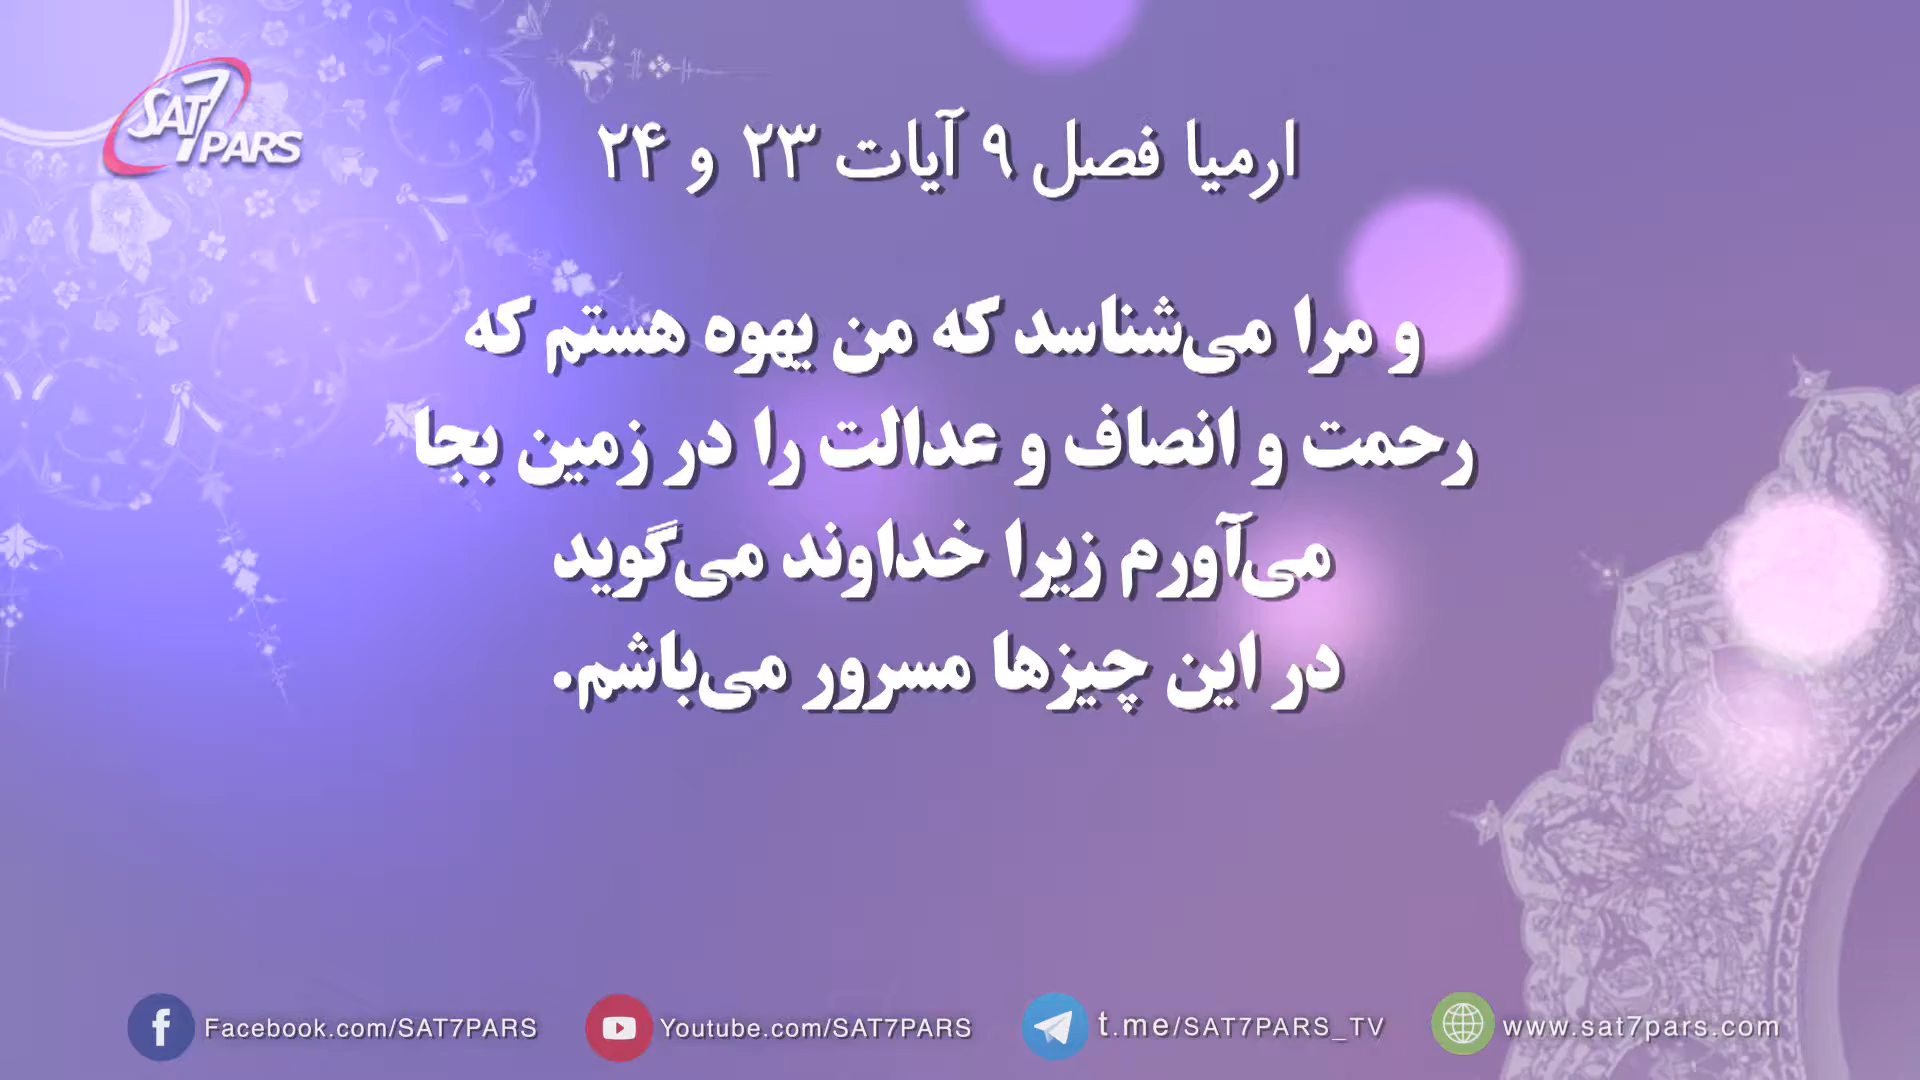 SAT7 PARS
ارمیا فصل ۹ آیات ۲۳ و ۲۴
و مرا می‌شناسد که من یهوه هستم که
رحمت و انصاف و عدالت را در زمین بجا
می‌آورم زیرا خداوند می‌گوید
در این چیزها مسرور می‌باشم.
Facebook.com/SAT7PARS
Youtube.com/SAT7PARS
t.me/SAT7PARS_TV
www.sat7pars.com